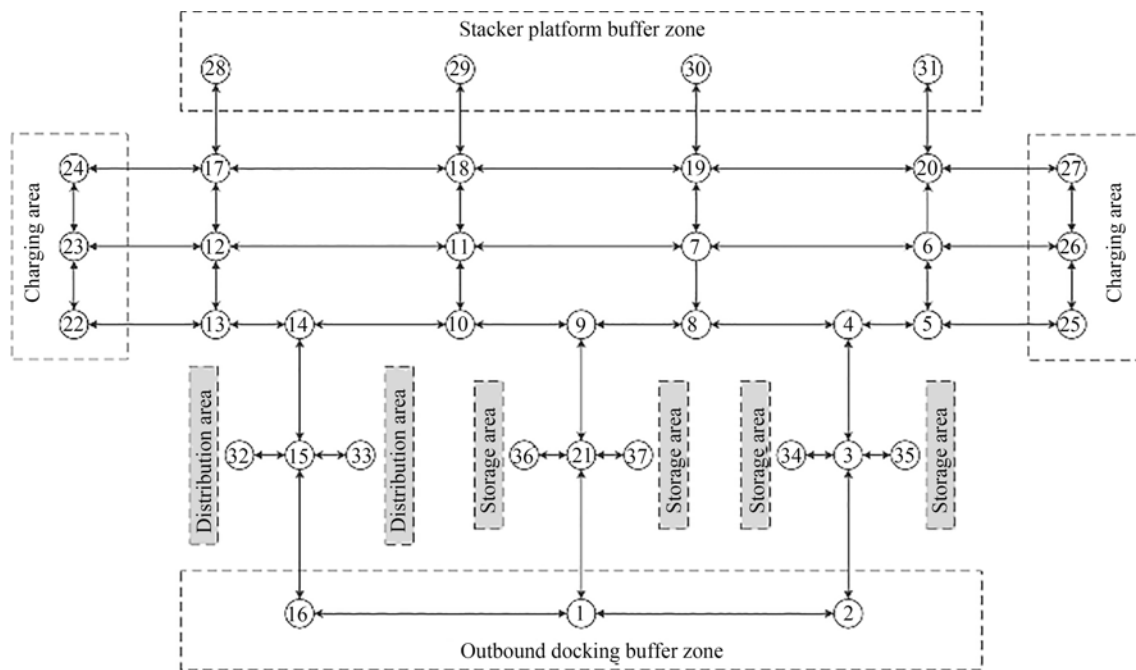 Stacker platform buffer zone
28 29 30 31
24 17 18 19 20 27
Charging area
23 12 11 7 6 26
Charging area
22 13 14 10 9 8 4 5 25
Distribution area
Distribution area
Storage area
Storage area
Storage area
Storage area
32 15 33 36 21 37 34 3 35
16 1 2
Outbound docking buffer zone